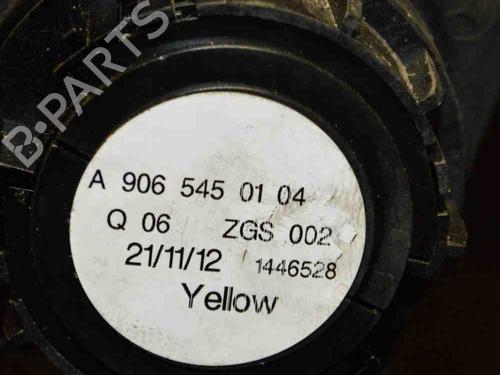 B-PARTS
A 906 545 01 04
Q 06 ZGS 002
21/11/12 1446528
Yellow